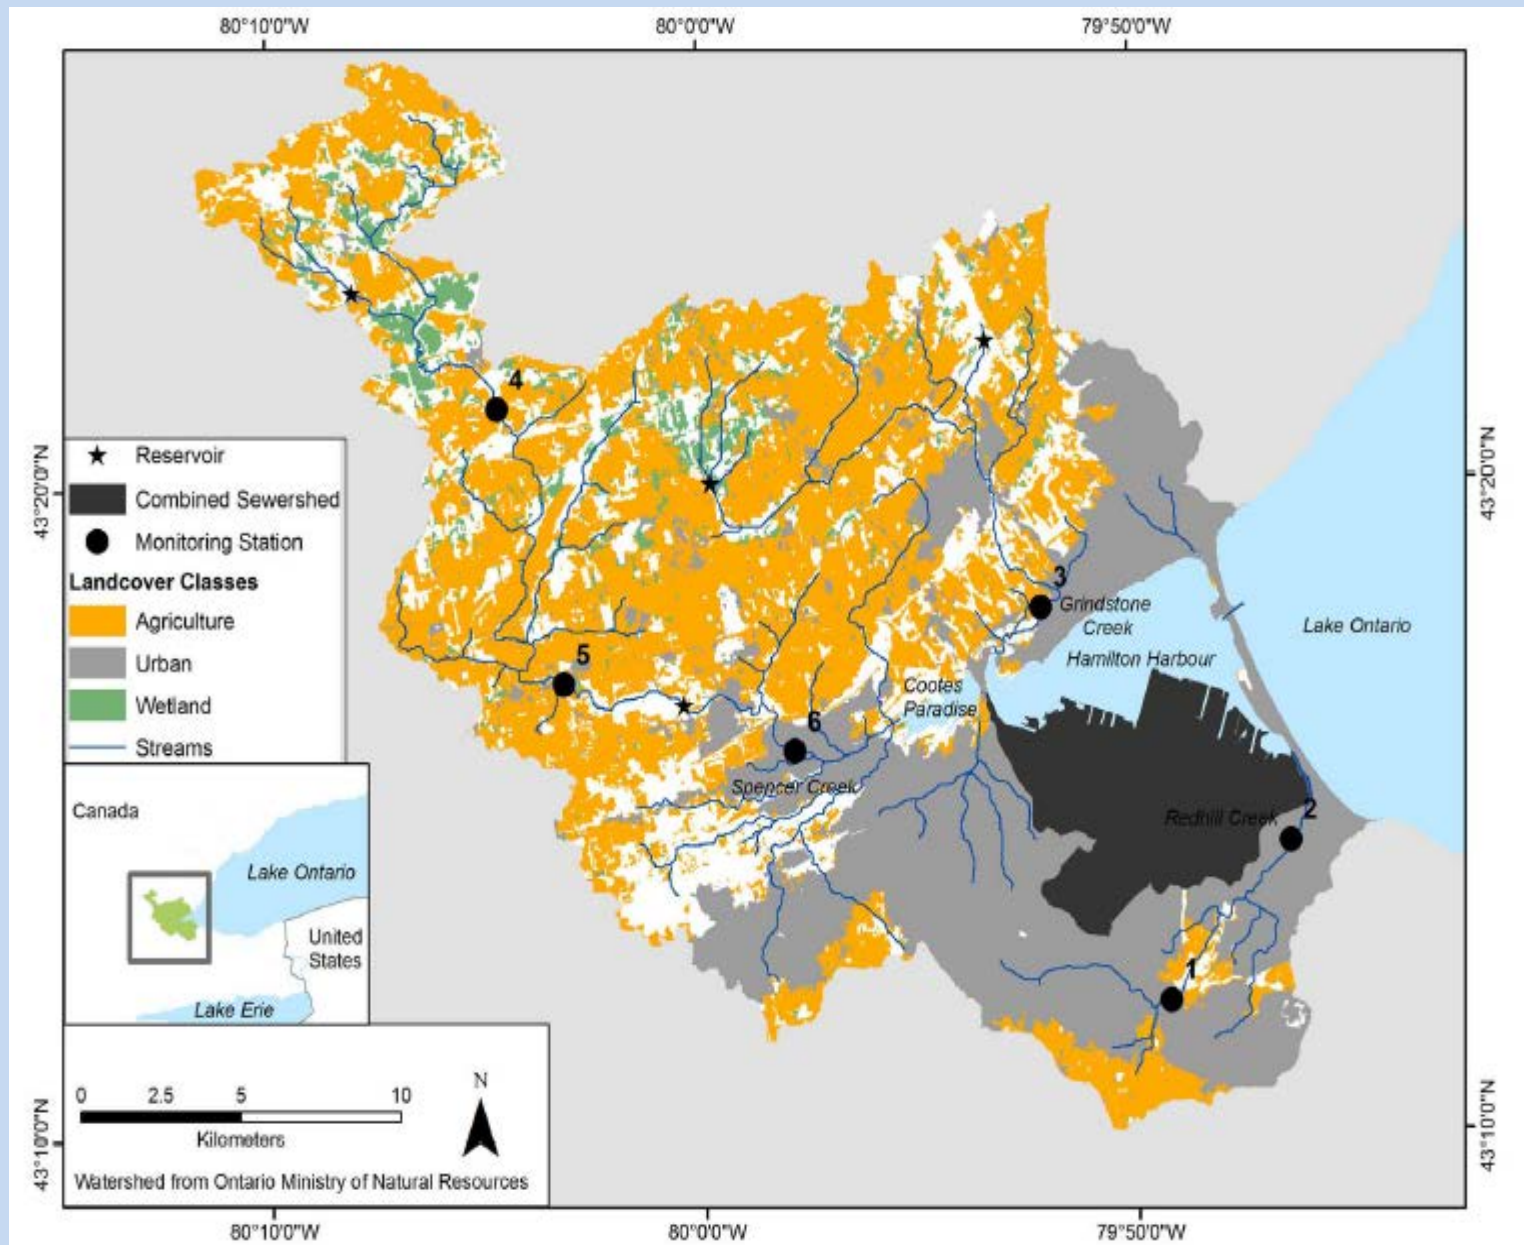 80°10'0"W 80°0'0"W 79°50'0"W
43°20'0"N
43°20'0"N
43°10'0"N
43°10'0"N
4
3
Grindstone
Creek
Lake Ontario
Hamilton Harbour
Cootes
Paradise
5
6
Spencer Creek
2
Redhill Creek
1
Reservoir
Combined Sewershed
Monitoring Station
Landcover Classes
Agriculture
Urban
Wetland
Streams
Canada
Lake Ontario
United
States
Lake Erie
0 2.5 5 10
Kilometers
N
Watershed from Ontario Ministry of Natural Resources
80°10'0"W 80°0'0"W 79°50'0"W